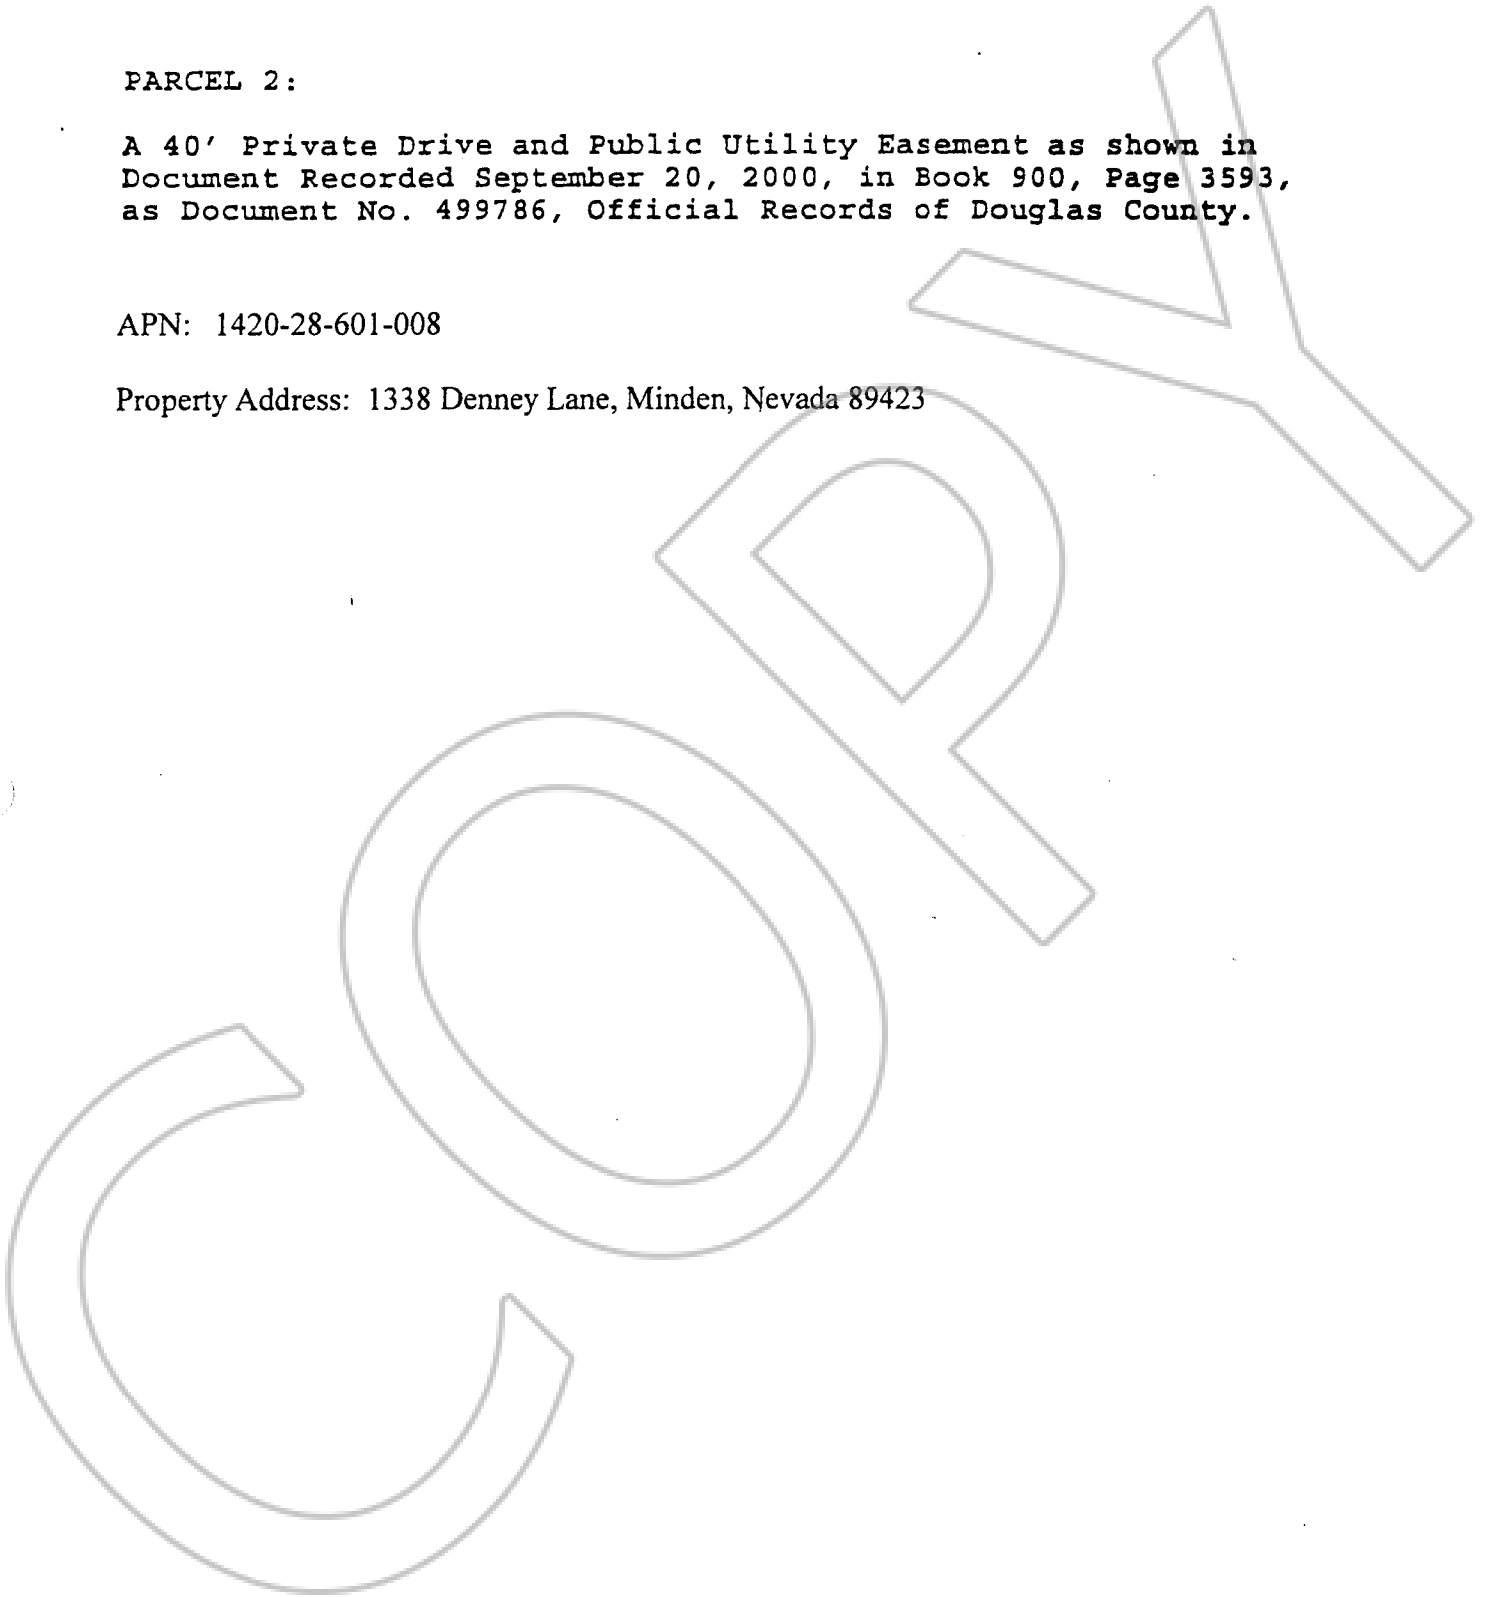 PARCEL 2:
A 40' Private Drive and Public Utility Easement as shown in
Document Recorded September 20, 2000, in Book 900, Page 3593,
as Document No. 499786, Official Records of Douglas County.
APN: 1420-28-601-008
Property Address: 1338 Denney Lane, Minden, Nevada 89423
COPY